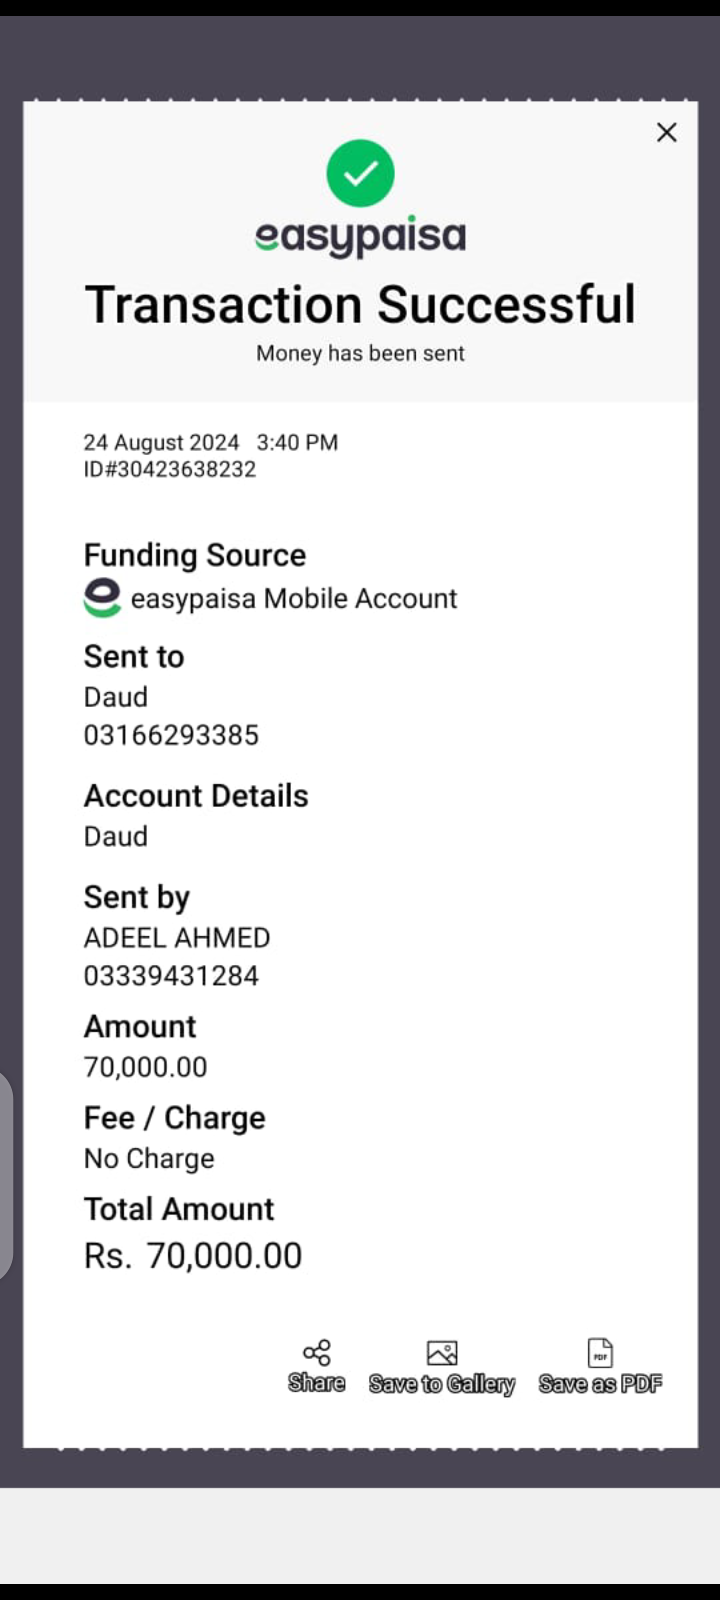 easypaisa
Transaction Successful
Money has been sent
24 August 2024 3:40 PM
ID#30423638232
Funding Source
easypaisa Mobile Account
Sent to
Daud
03166293385
Account Details
Daud
Sent by
ADEEL AHMED
03339431284
Amount
70,000.00
Fee / Charge
No Charge
Total Amount
Rs. 70,000.00
PDF
Share Save to Gallery Save as PDF